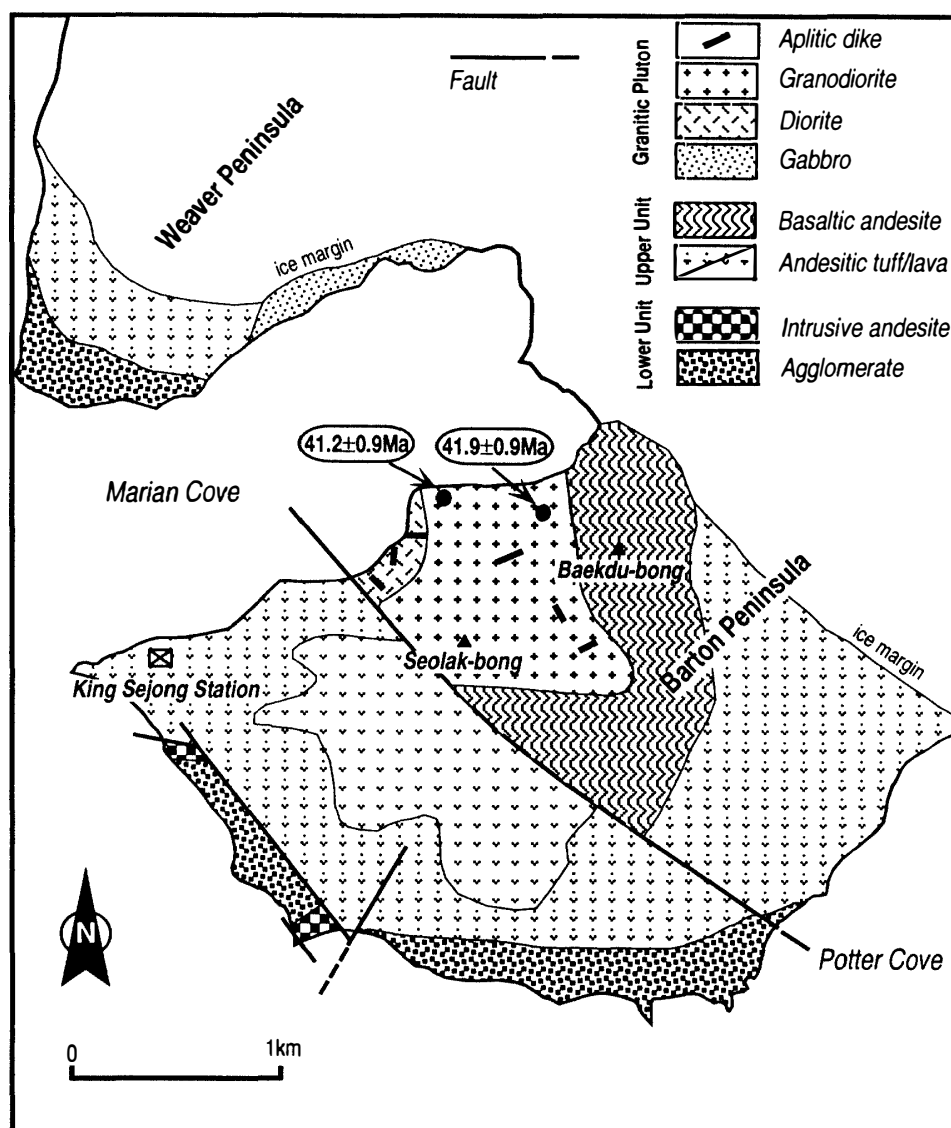 Fault
Granitic Pluton
Aplitic dike
Granodiorite
Diorite
Gabbro
Upper Unit
Basaltic andesite
Andesitic tuff/lava
Lower Unit
Intrusive andesite
Agglomerate
Weaver Peninsula
ice margin
41.2±0.9Ma
41.9±0.9Ma
Marian Cove
Baekdu-bong
Barton Peninsula
ice margin
Seolak-bong
King Sejong Station
N
Potter Cove
0
1km